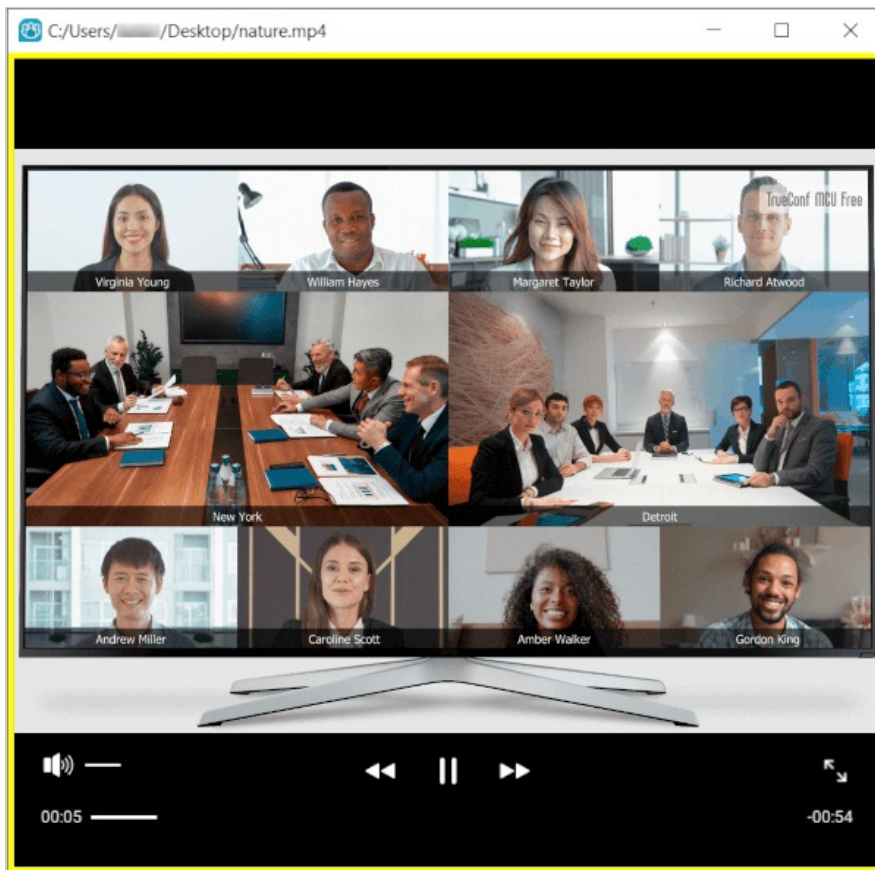 C:/Users/ /Desktop/nature.mp4
TrueConf MCU Free
Virginia Young
William Hayes
Margaret Taylor
Richard Atwood
New York
Detroit
Andrew Miller
Caroline Scott
Amber Walker
Gordon King
00:05
-00:54